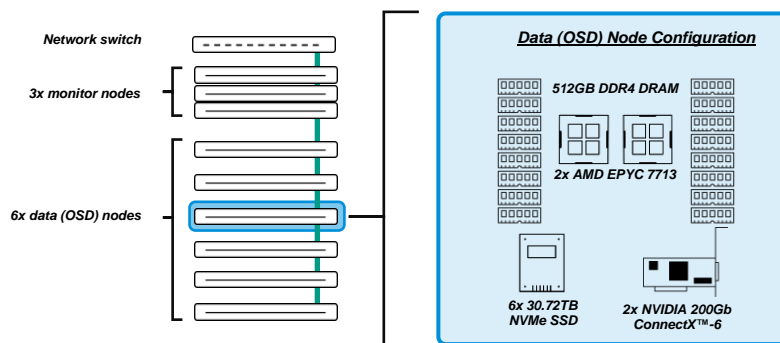 Network switch
3x monitor nodes
6x data (OSD) nodes
Data (OSD) Node Configuration
512GB DDR4 DRAM
2x AMD EPYC 7713
6x 30.72TB
NVMe SSD
2x NVIDIA 200Gb
ConnectX™-6